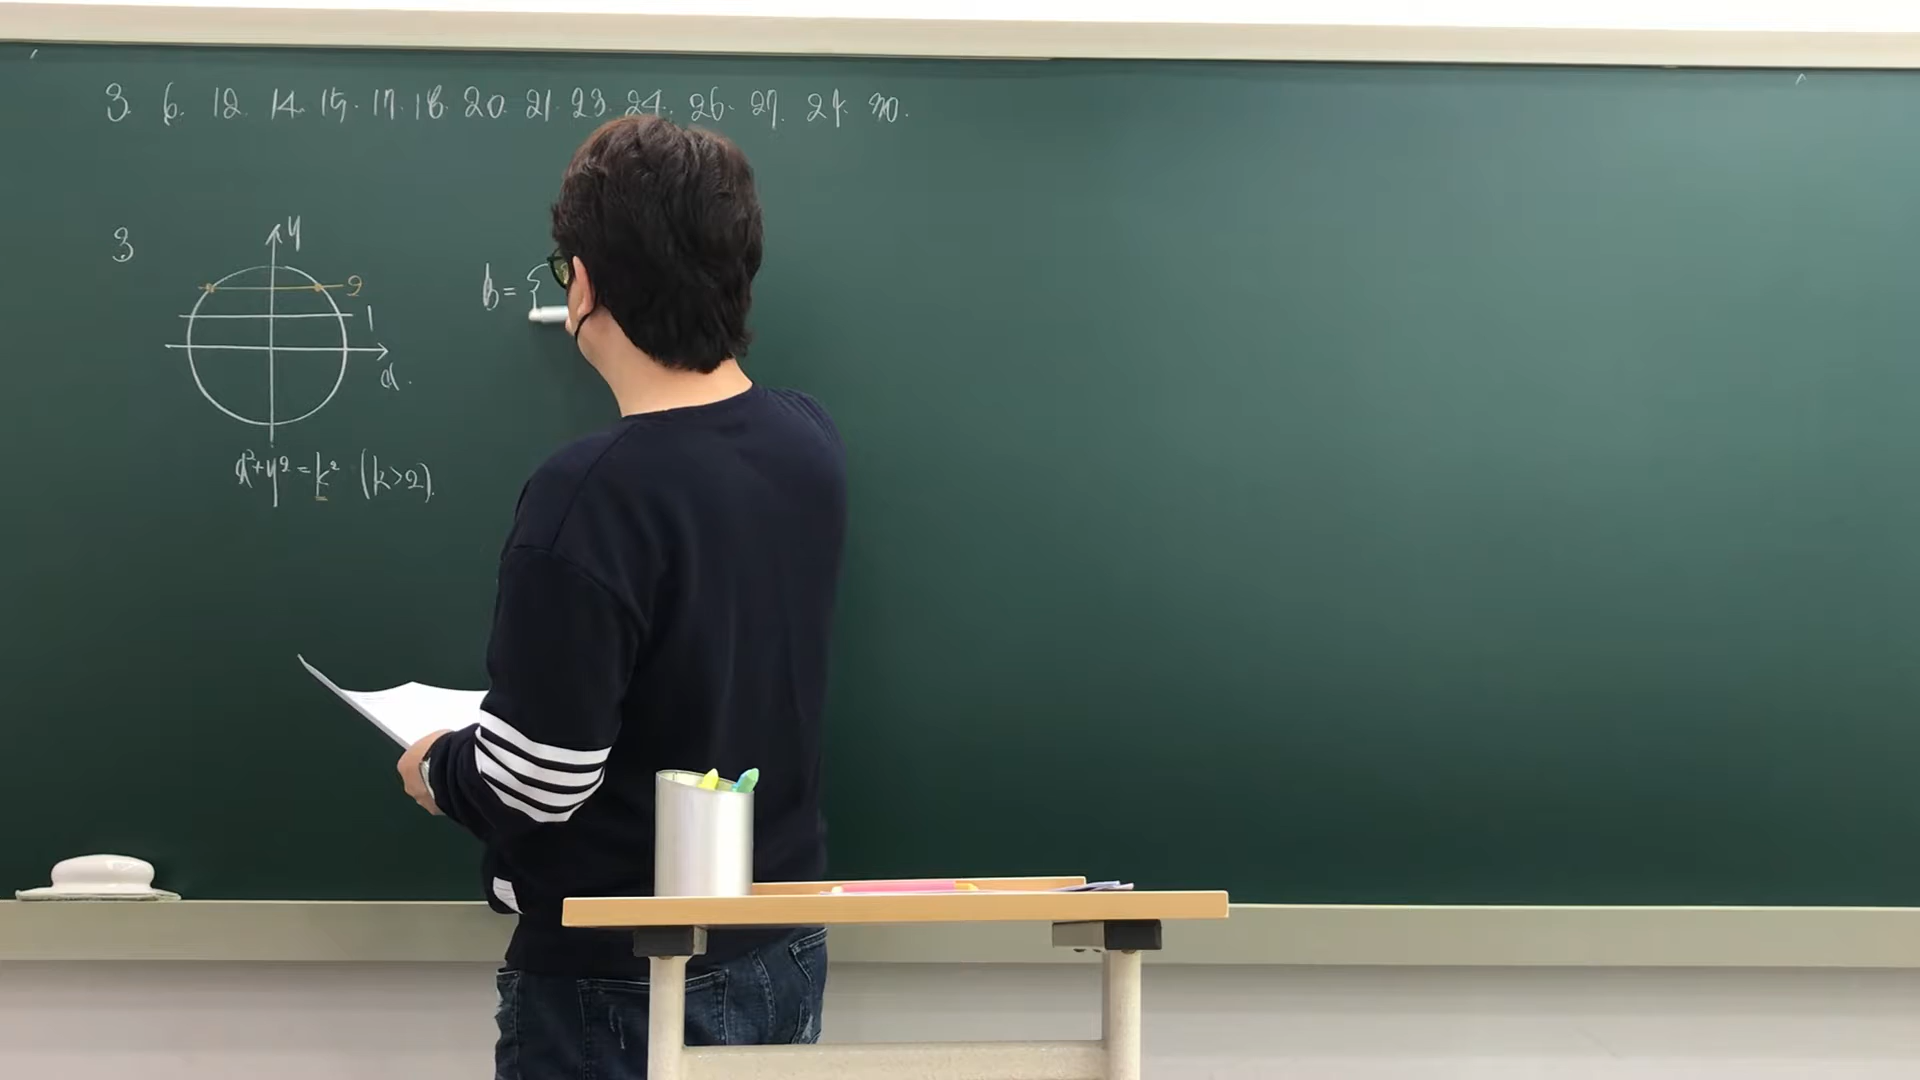 3. 6. 12. 14. 15. 17. 18. 20. 21. 23. 24. 26. 27. 29. 30.
3
y
2
1
x.
x²+y²=k² (k>2).
b={